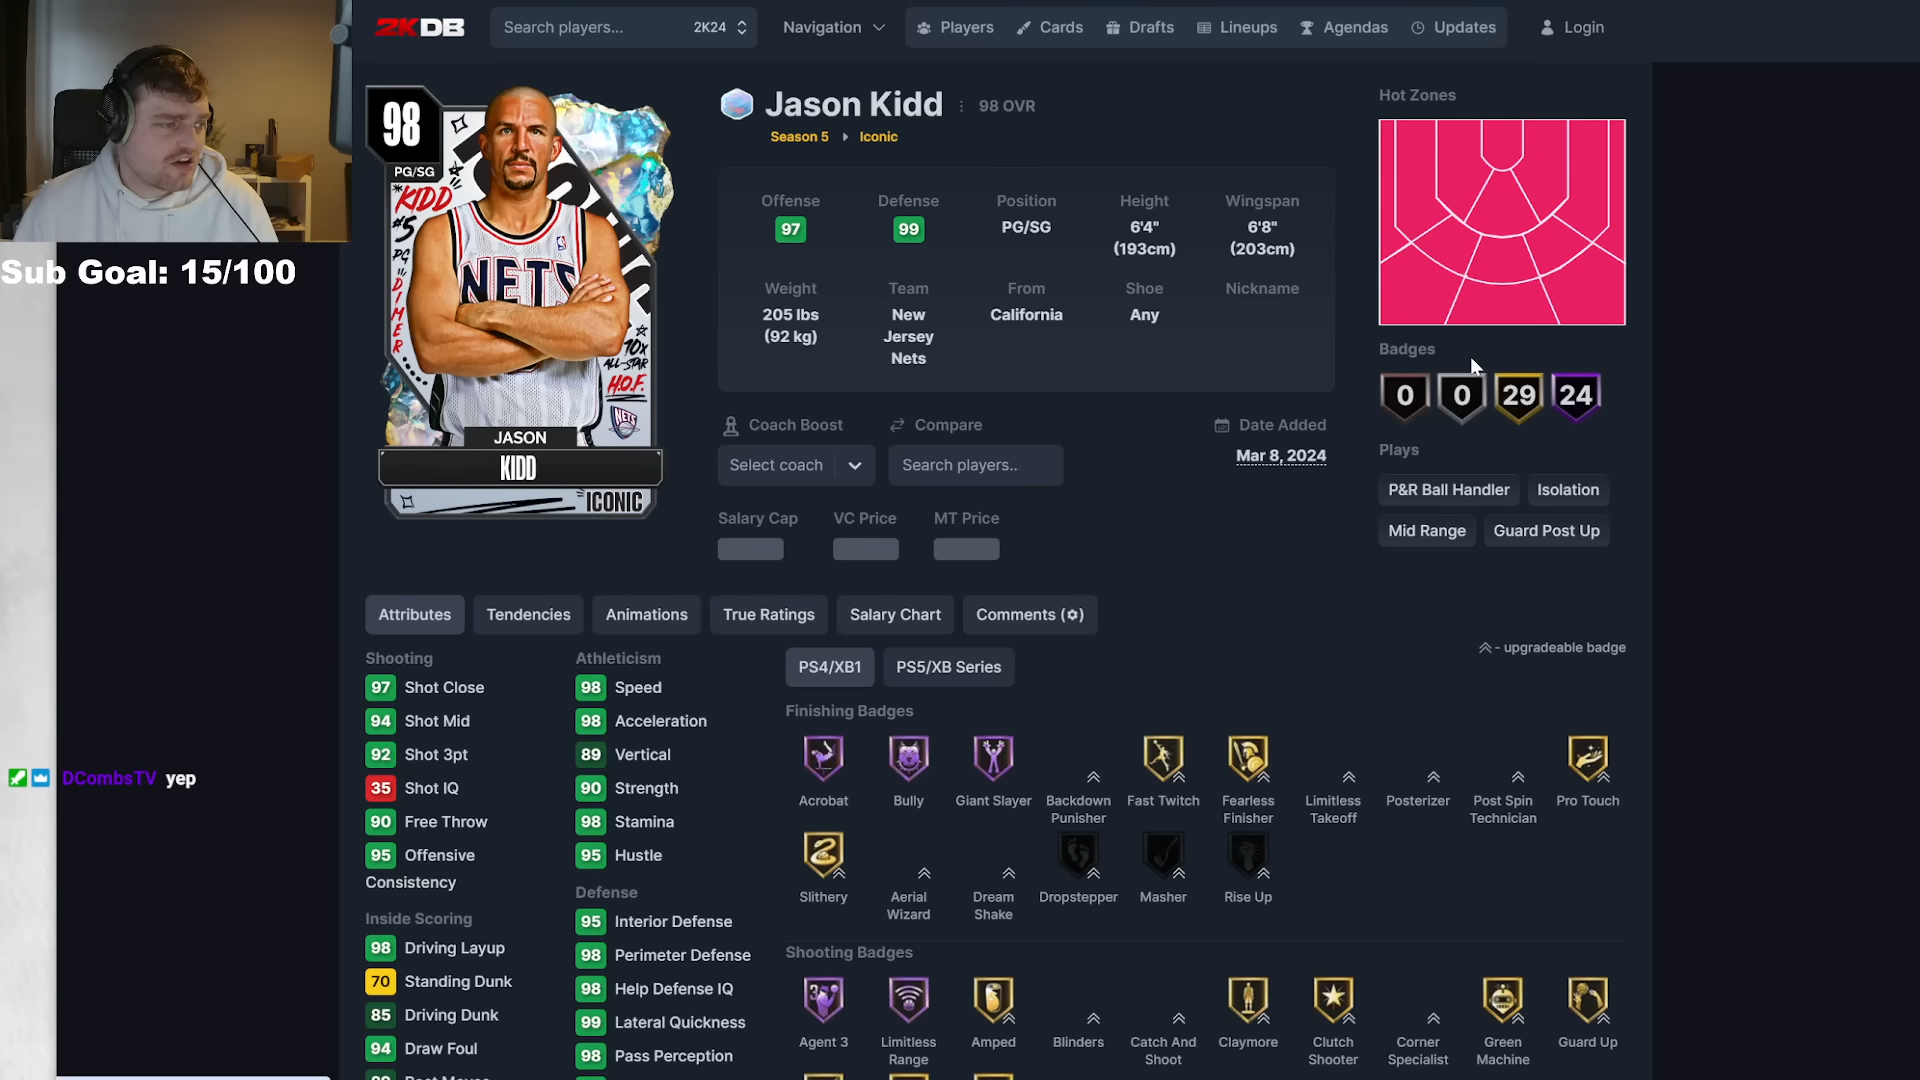 2KDB
Search players...
2K24
Navigation
Players
Cards
Drafts
Lineups
Agendas
Updates
Login
98
PG/SG
KIDD
#5
PG
DIMER
NETS
10X
ALL-STAR
H.O.F.
NETS
JASON
KIDD
ICONIC
Sub Goal: 15/100
DCombsTV yep
Jason Kidd
98 OVR
Season 5
Iconic
Offense
97
Defense
99
Position
PG/SG
Height
6'4"
(193cm)
Wingspan
6'8"
(203cm)
Weight
205 lbs
(92 kg)
Team
New
Jersey
Nets
From
California
Shoe
Any
Nickname
Coach Boost
Select coach
Compare
Search players..
Date Added
Mar 8, 2024
Salary Cap
VC Price
MT Price
Hot Zones
Badges
0
0
29
24
Plays
P&R Ball Handler
Isolation
Mid Range
Guard Post Up
Attributes
Tendencies
Animations
True Ratings
Salary Chart
Comments
- upgradeable badge
Shooting
97 Shot Close
94 Shot Mid
92 Shot 3pt
35 Shot IQ
90 Free Throw
95 Offensive
Consistency
Inside Scoring
98 Driving Layup
70 Standing Dunk
85 Driving Dunk
94 Draw Foul
Athleticism
98 Speed
98 Acceleration
89 Vertical
90 Strength
98 Stamina
95 Hustle
Defense
95 Interior Defense
98 Perimeter Defense
98 Help Defense IQ
99 Lateral Quickness
98 Pass Perception
PS4/XB1
PS5/XB Series
Finishing Badges
Acrobat
Bully
Giant Slayer
Backdown
Punisher
Fast Twitch
Fearless
Finisher
Limitless
Takeoff
Posterizer
Post Spin
Technician
Pro Touch
Slithery
Aerial
Wizard
Dream
Shake
Dropstepper
Masher
Rise Up
Shooting Badges
Agent 3
Limitless
Range
Amped
Blinders
Catch And
Shoot
Claymore
Clutch
Shooter
Corner
Specialist
Green
Machine
Guard Up